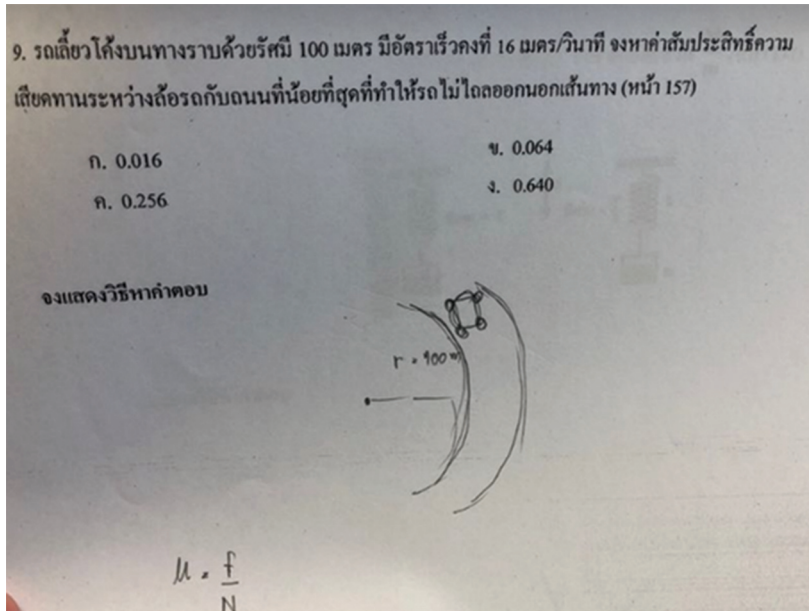 9. รถเลี้ยวโค้งบนทางราบด้วยรัศมี 100 เมตร มีอัตราเร็วคงที่ 16 เมตร/วินาที จงหาค่าสัมประสิทธิ์ความ
เสียดทานระหว่างล้อรถกับถนนที่น้อยที่สุดที่ทำให้รถไม่ไถลออกนอกเส้นทาง (หน้า 157)
ก. 0.016
ข. 0.064
ค. 0.256
ง. 0.640
จงแสดงวิธีหาคำตอบ
r = 100 m
μ = f
N